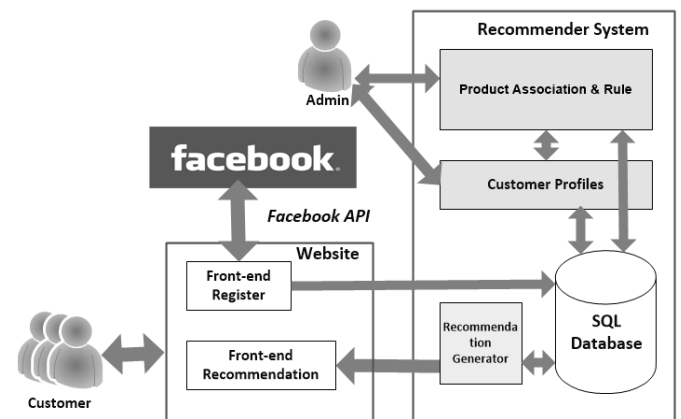 Recommender System
Product Association & Rule
Admin
facebook.
Customer Profiles
Facebook API
Website
Front-end
Register
SQL
Database
Recommenda
tion
Generator
Front-end
Recommendation
Customer